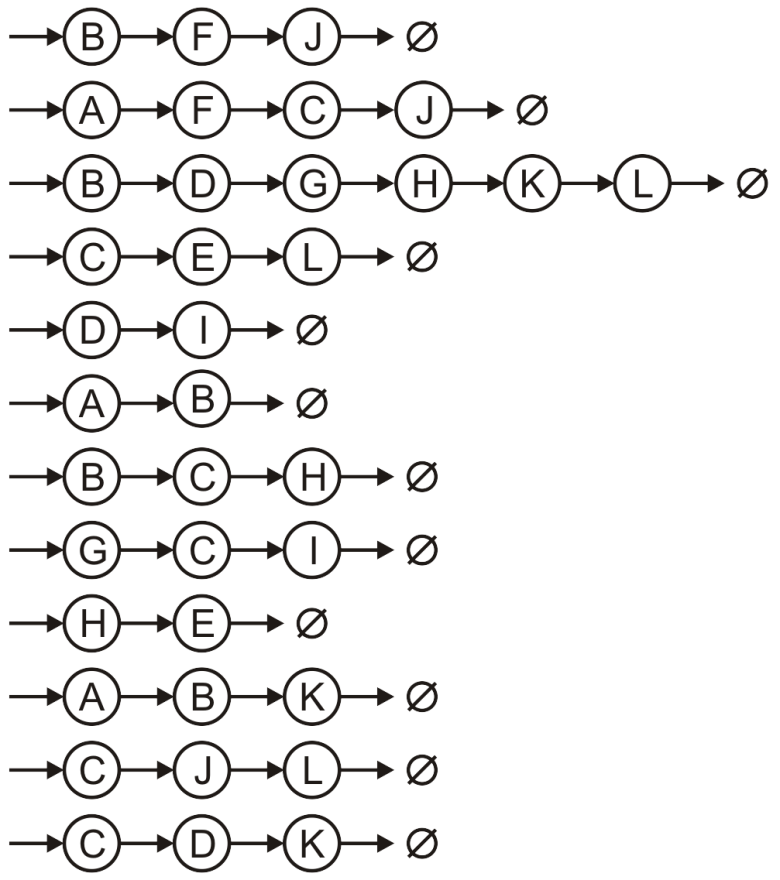 B F J ∅
A F C J ∅
B D G H K L ∅
C E L ∅
D I ∅
A B ∅
B C H ∅
G C I ∅
H E ∅
A B K ∅
C J L ∅
C D K ∅